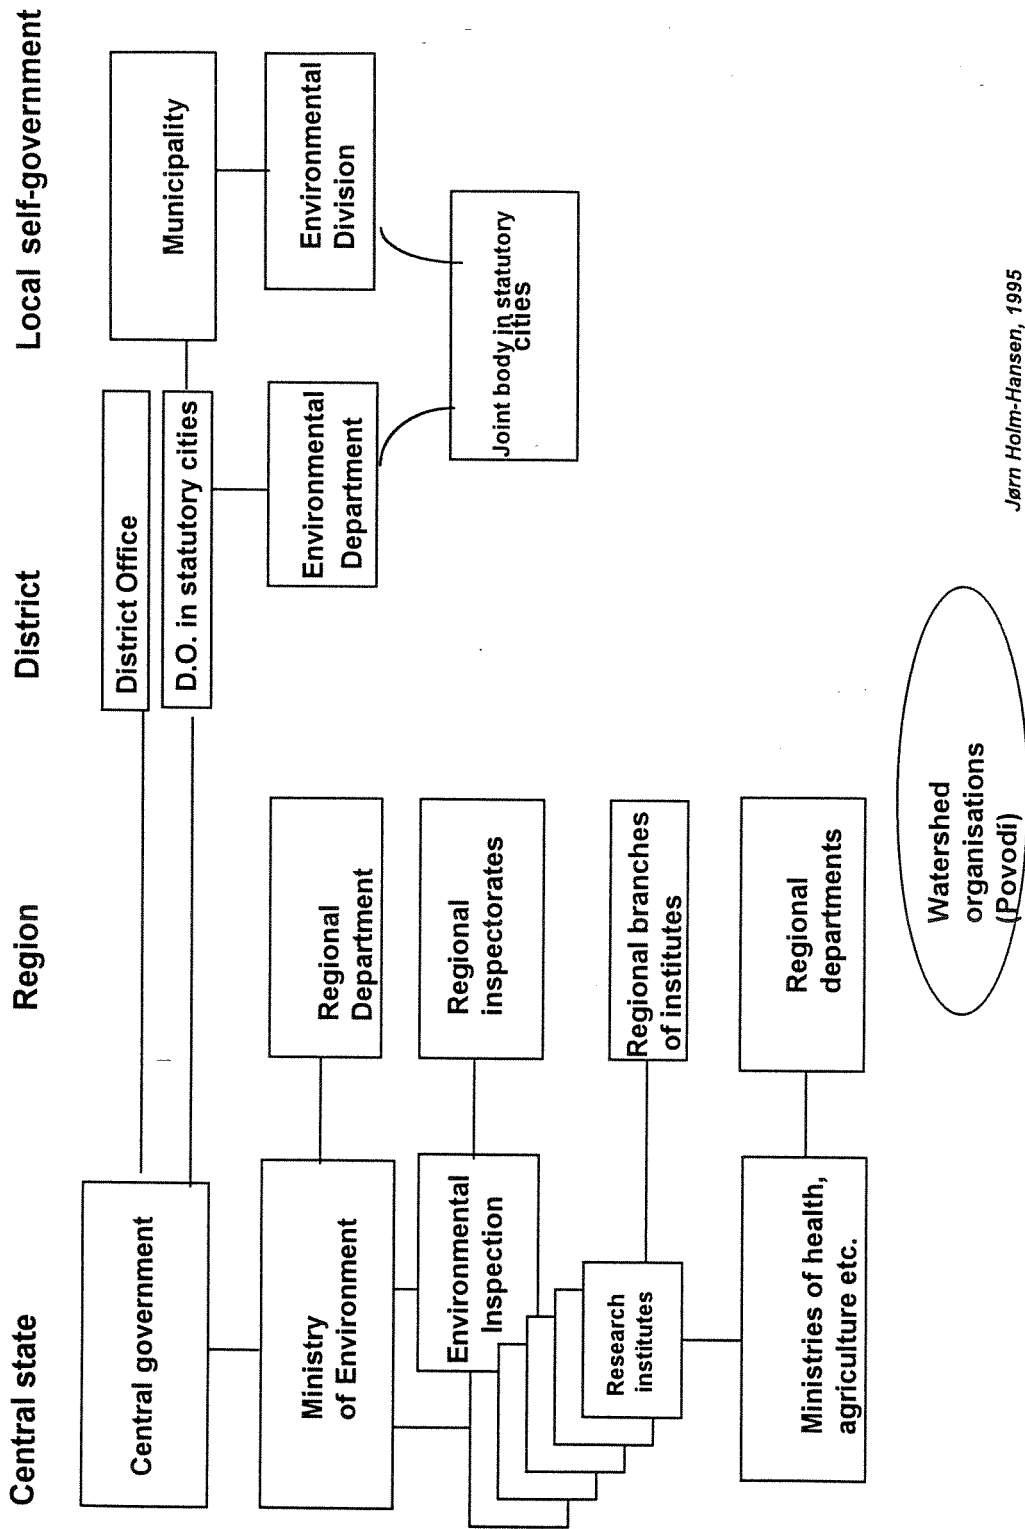 Central state
Region
District
Local self-government
Central government
District Office
D.O. in statutory cities
Municipality
Ministry
of Environment
Regional
Department
Environmental
Department
Environmental
Division
Environmental
Inspection
Regional
inspectorates
Joint body in statutory
cities
Research
institutes
Regional branches
of institutes
Ministries of health,
agriculture etc.
Regional
departments
Watershed
organisations
(Povodí)
Jørn Holm-Hansen, 1995